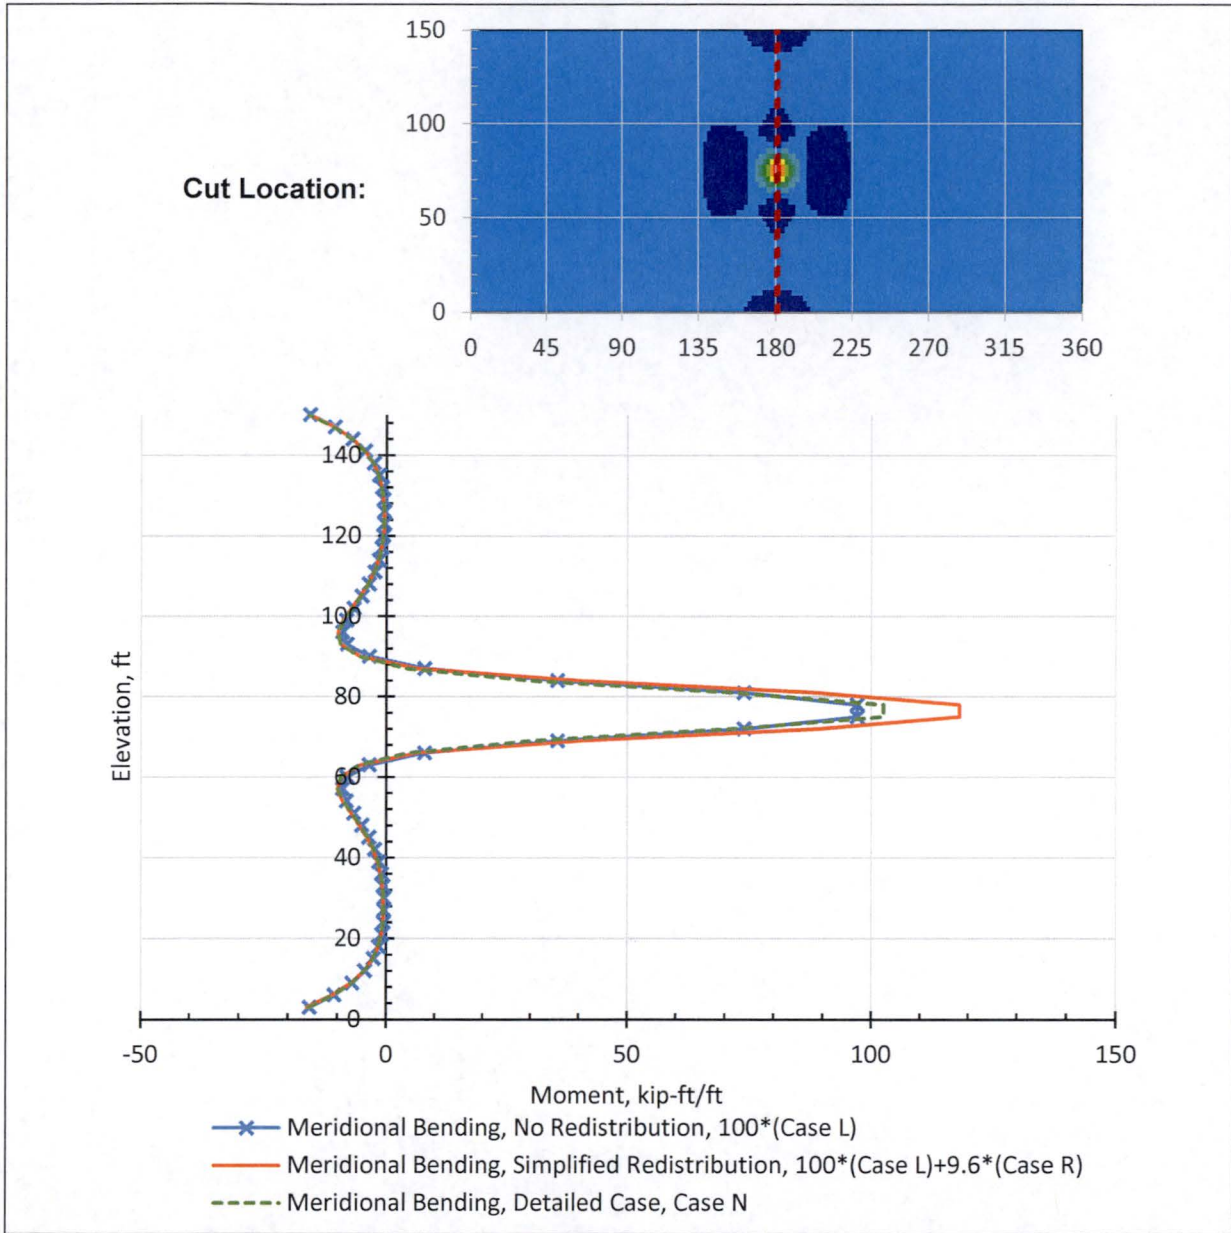 150
100
Cut Location:
50
0
0 45 90 135 180 225 270 315 360
140
120
100
Elevation, ft
80
60
40
20
0
-50 0 50 100 150
Moment, kip-ft/ft
Meridional Bending, No Redistribution, 100*(Case L)
Meridional Bending, Simplified Redistribution, 100*(Case L)+9.6*(Case R)
Meridional Bending, Detailed Case, Case N